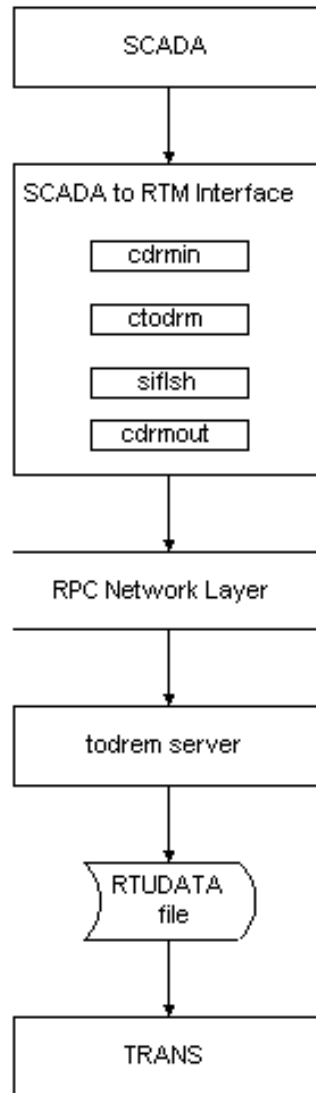 SCADA
SCADA to RTM Interface
cdrmin
ctodrm
siflsh
cdrmout
RPC Network Layer
todrem server
RTUDATA
file
TRANS